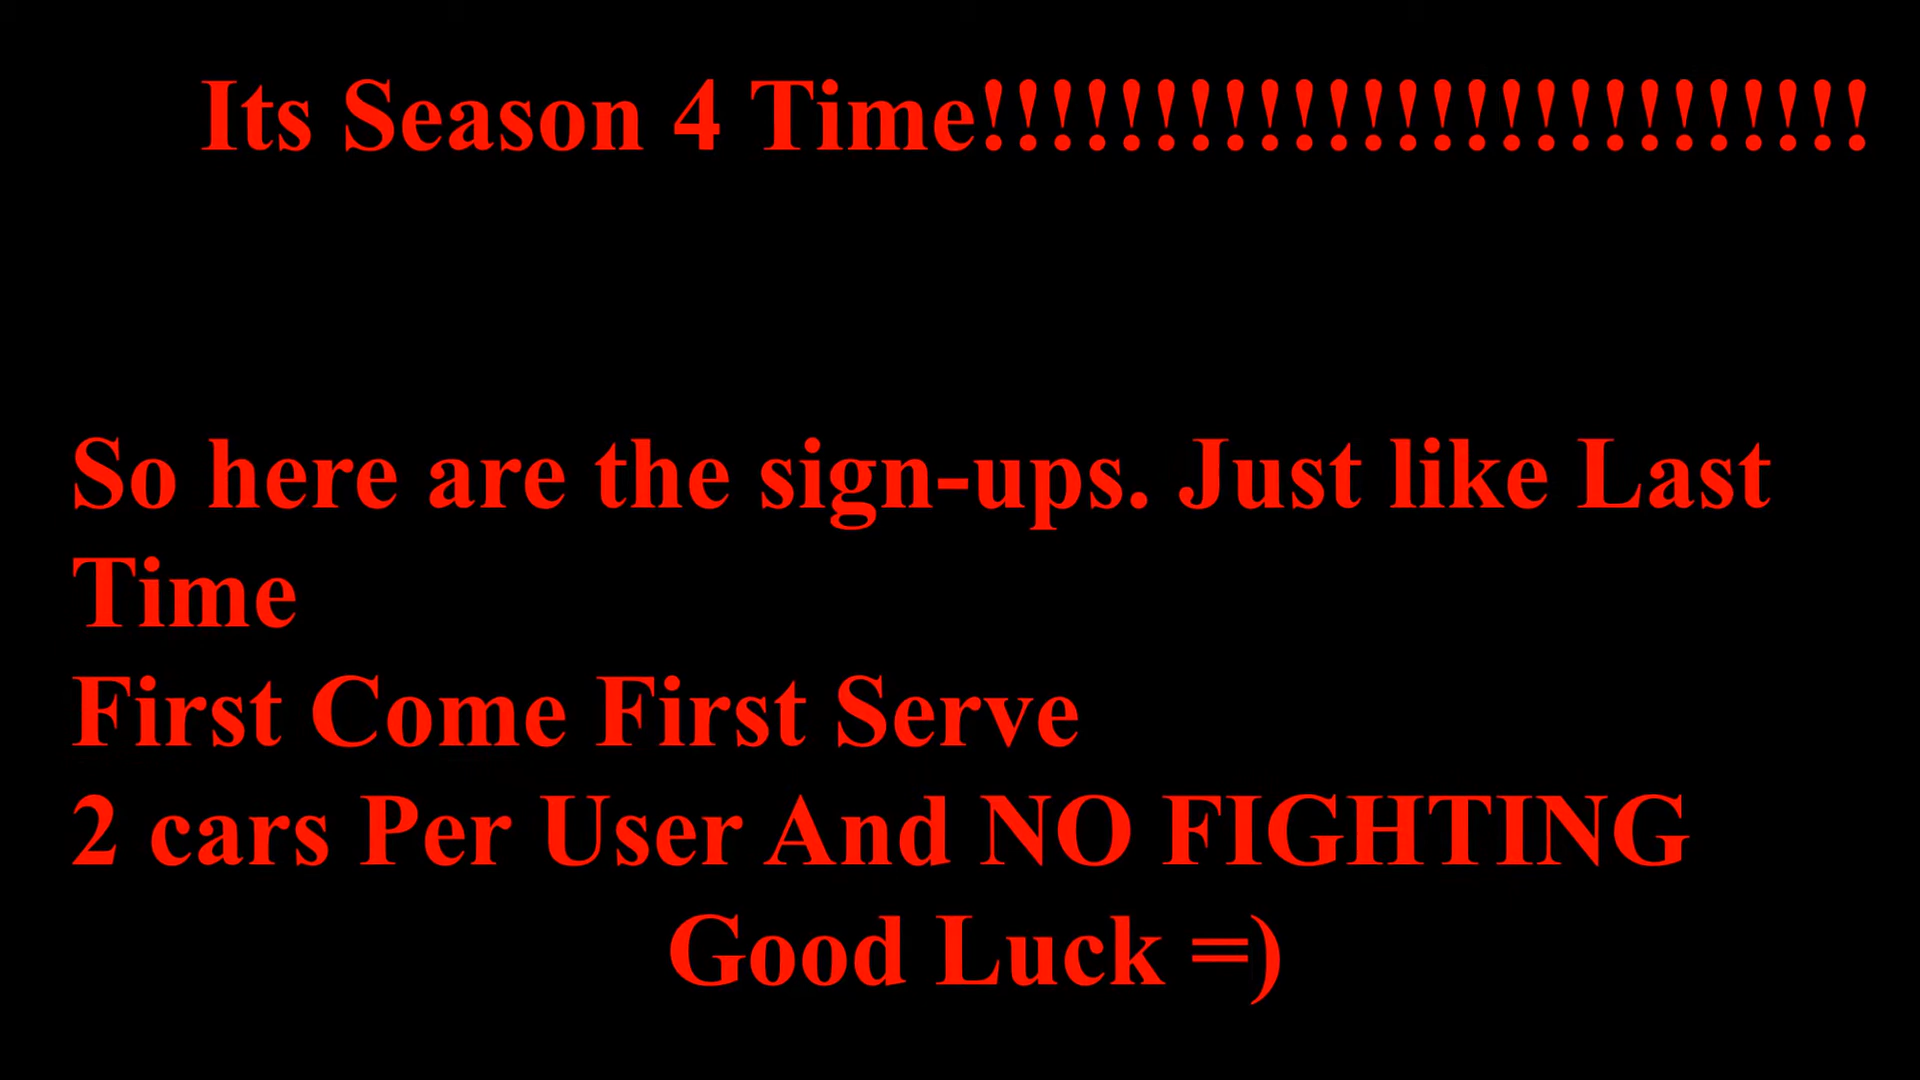 Its Season 4 Time!!!!!!!!!!!!!!!!!!!!!!!!!!
So here are the sign-ups. Just like Last
Time
First Come First Serve
2 cars Per User And NO FIGHTING
Good Luck =)